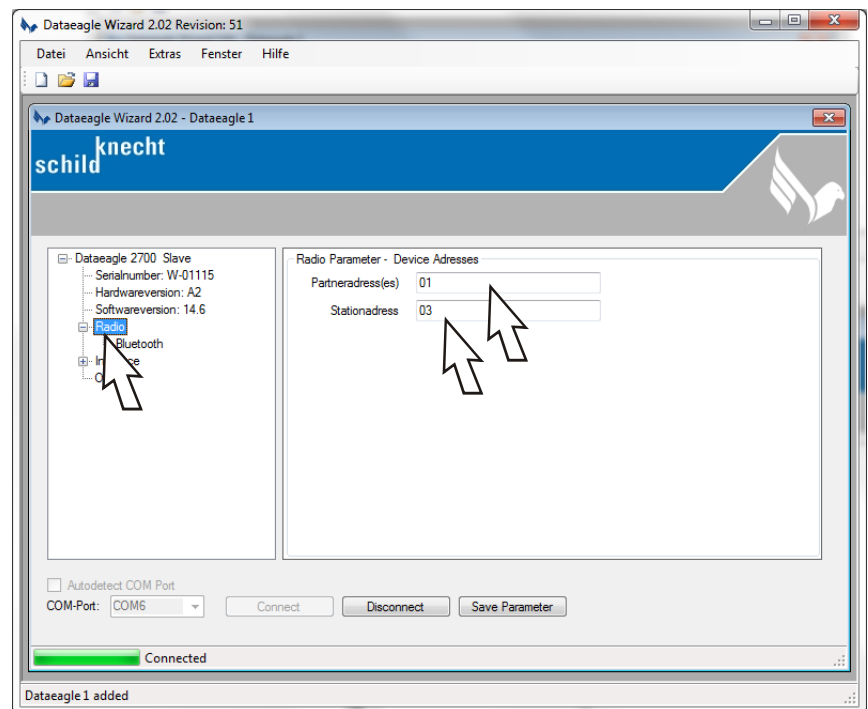 Dataeagle Wizard 2.02 Revision: 51
Datei Ansicht Extras Fenster Hilfe
Dataeagle Wizard 2.02 - Dataeagle 1
schildknecht
Dataeagle 2700 Slave
Serialnumber: W-01115
Hardwareversion: A2
Softwareversion: 14.6
Radio
Bluetooth
Radio Parameter - Device Adresses
Partneradress(es) 01
Stationadress 03
Autodetect COM Port
COM-Port: COM6 Connect Disconnect Save Parameter
Connected
Dataeagle 1 added